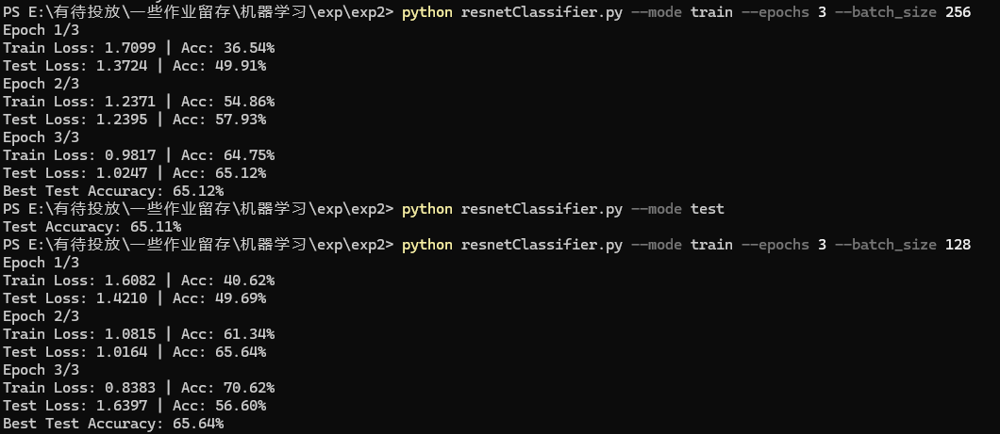 PS E:\有待投放\一些作业留存\机器学习\exp\exp2> python resnetClassifier.py --mode train --epochs 3 --batch_size 256
Epoch 1/3
Train Loss: 1.7099 | Acc: 36.54%
Test Loss: 1.3724 | Acc: 49.91%
Epoch 2/3
Train Loss: 1.2371 | Acc: 54.86%
Test Loss: 1.2395 | Acc: 57.93%
Epoch 3/3
Train Loss: 0.9817 | Acc: 64.75%
Test Loss: 1.0247 | Acc: 65.12%
Best Test Accuracy: 65.12%
PS E:\有待投放\一些作业留存\机器学习\exp\exp2> python resnetClassifier.py --mode test
Test Accuracy: 65.11%
PS E:\有待投放\一些作业留存\机器学习\exp\exp2> python resnetClassifier.py --mode train --epochs 3 --batch_size 128
Epoch 1/3
Train Loss: 1.6082 | Acc: 40.62%
Test Loss: 1.4210 | Acc: 49.69%
Epoch 2/3
Train Loss: 1.0815 | Acc: 61.34%
Test Loss: 1.0164 | Acc: 65.64%
Epoch 3/3
Train Loss: 0.8383 | Acc: 70.62%
Test Loss: 1.6397 | Acc: 56.60%
Best Test Accuracy: 65.64%